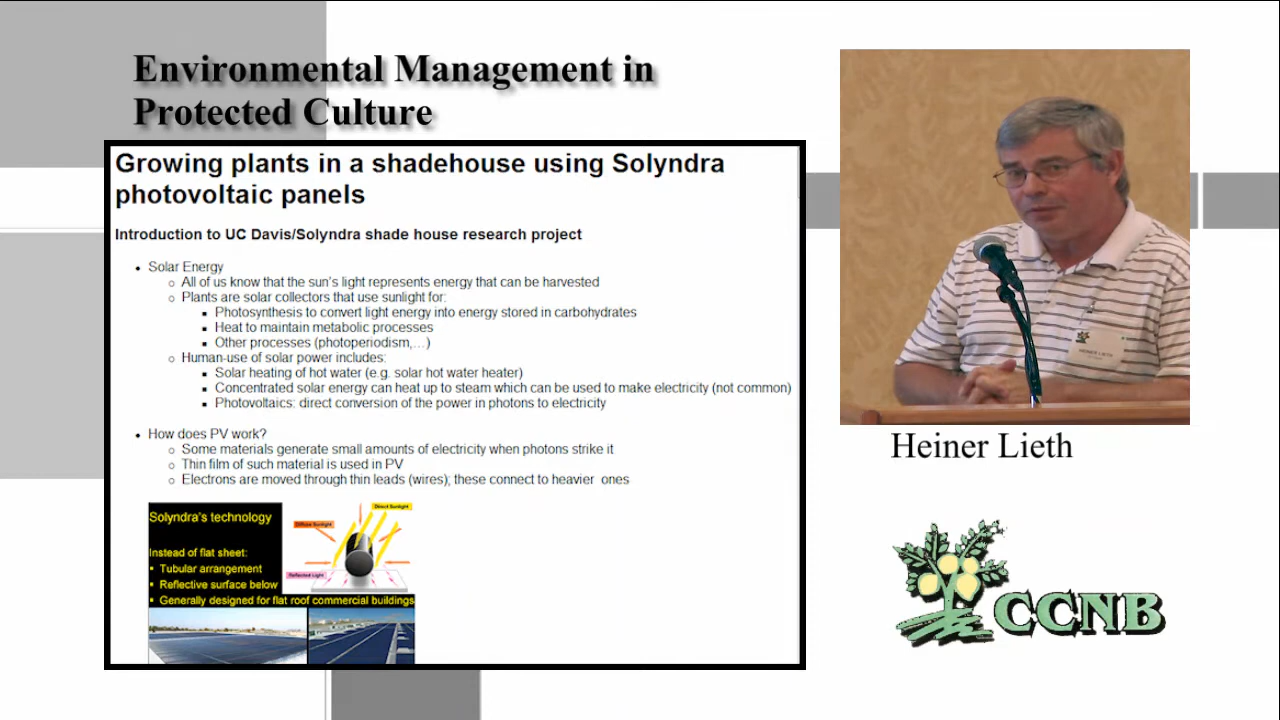 Environmental Management in
Protected Culture
Growing plants in a shadehouse using Solyndra
photovoltaic panels
Introduction to UC Davis/Solyndra shade house research project
• Solar Energy
○ All of us know that the sun's light represents energy that can be harvested
○ Plants are solar collectors that use sunlight for:
▪ Photosynthesis to convert light energy into energy stored in carbohydrates
▪ Heat to maintain metabolic processes
▪ Other processes (photoperiodism,...)
○ Human-use of solar power includes:
▪ Solar heating of hot water (e.g. solar hot water heater)
▪ Concentrated solar energy can heat up to steam which can be used to make electricity (not common)
▪ Photovoltaics: direct conversion of the power in photons to electricity
• How does PV work?
○ Some materials generate small amounts of electricity when photons strike it
○ Thin film of such material is used in PV
○ Electrons are moved through thin leads (wires); these connect to heavier ones
Solyndra's technology
Instead of flat sheet:
▪ Tubular arrangement
▪ Reflective surface below
▪ Generally designed for flat roof commercial buildings
Direct Sunlight
Diffuse Sunlight
Reflected Light
HEINER LIETH
Heiner Lieth
CCNB